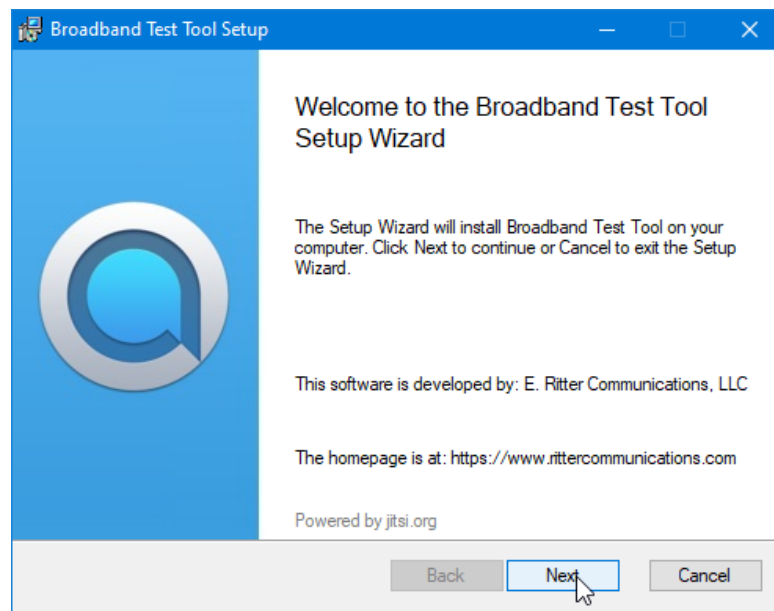 Broadband Test Tool Setup
Welcome to the Broadband Test Tool
Setup Wizard
The Setup Wizard will install Broadband Test Tool on your
computer. Click Next to continue or Cancel to exit the Setup
Wizard.
This software is developed by: E. Ritter Communications, LLC
The homepage is at: https://www.rittercommunications.com
Powered by jitsi.org
Back Next Cancel